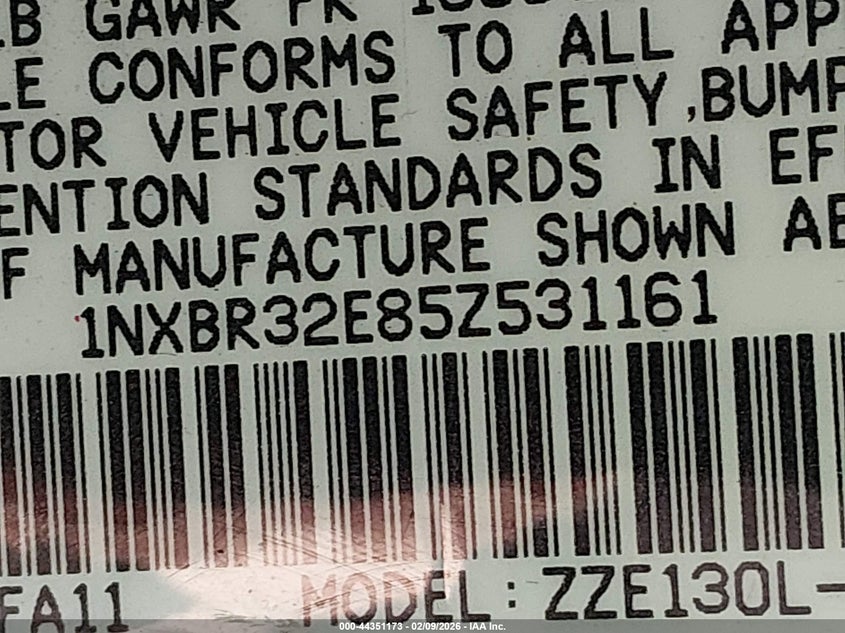 LB GAWR FR
LE CONFORMS TO ALL APP
TOR VEHICLE SAFETY,BUMP
ENTION STANDARDS IN EF
F MANUFACTURE SHOWN AB
1NXBR32E85Z531161
FA11 MODEL:ZZE130L-
000-44351173 - 02/09/2026 - IAA Inc.